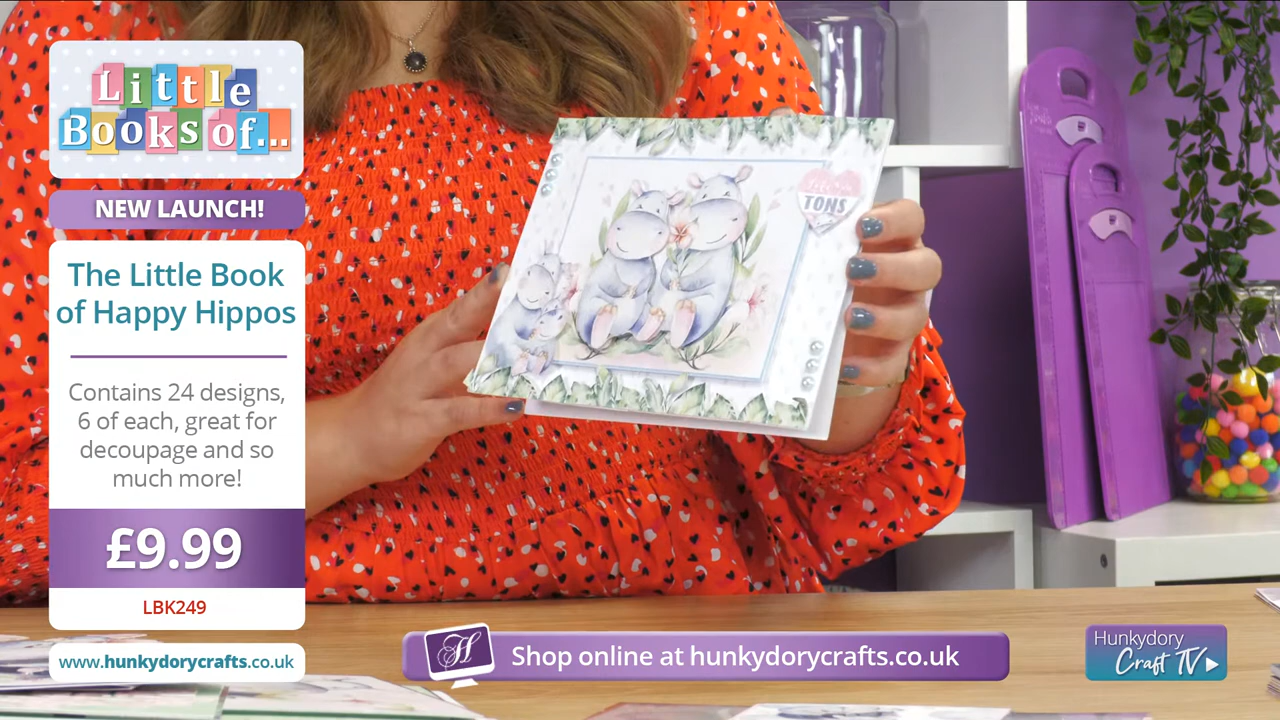 Little
Books of...
NEW LAUNCH!
The Little Book
of Happy Hippos
Contains 24 designs,
6 of each, great for
decoupage and so
much more!
£9.99
LBK249
www.hunkydorycrafts.co.uk
TONS
H
Shop online at hunkydorycrafts.co.uk
Hunkydory
Craft TV